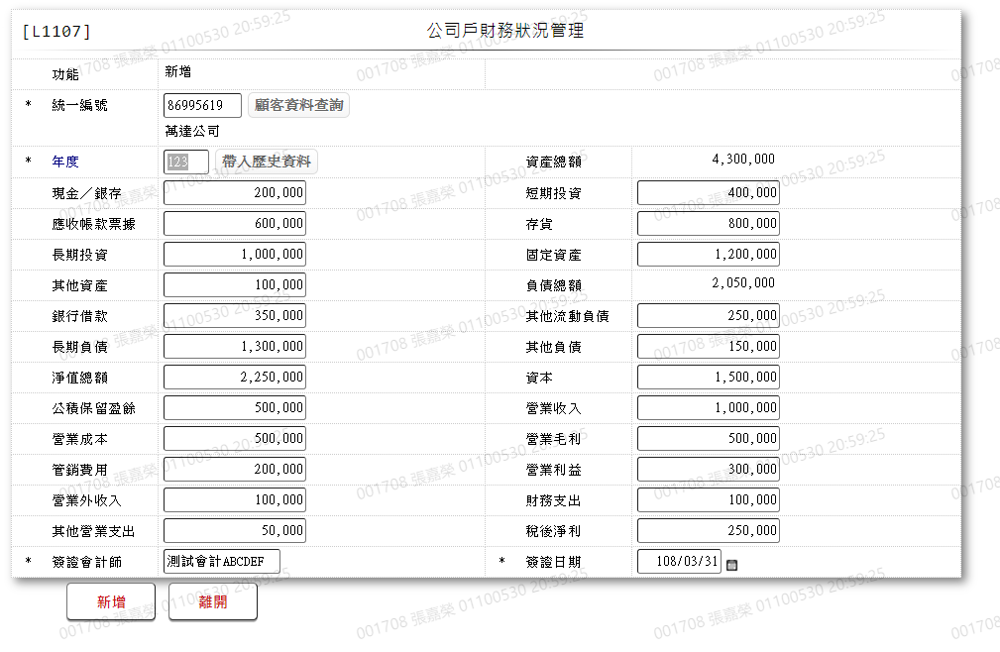 [L1107] 公司戶財務狀況管理
功能 新增
* 統一編號 86995619 顧客資料查詢
萬達公司
* 年度 123 帶入歷史資料 資產總額 4,300,000
現金／銀存 200,000 短期投資 400,000
應收帳款票據 600,000 存貨 800,000
長期投資 1,000,000 固定資產 1,200,000
其他資產 100,000 負債總額 2,050,000
銀行借款 350,000 其他流動負債 250,000
長期負債 1,300,000 其他負債 150,000
淨值總額 2,250,000 資本 1,500,000
公積保留盈餘 500,000 營業收入 1,000,000
營業成本 500,000 營業毛利 500,000
管銷費用 200,000 營業利益 300,000
營業外收入 100,000 財務支出 100,000
其他營業支出 50,000 稅後淨利 250,000
* 簽證會計師 測試會計ABCDEF * 簽證日期 108/03/31
新增 離開
001708 張嘉榮 01100530 20:59:25